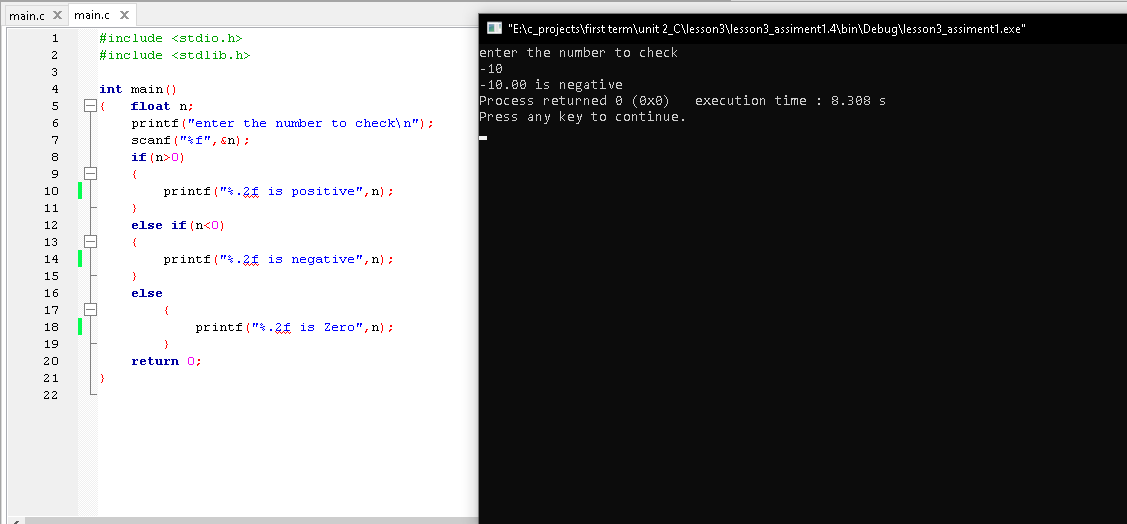 main.c X main.c X
1 #include <stdio.h>
2 #include <stdlib.h>
3
4 int main()
5 { float n;
6 printf("enter the number to check\n");
7 scanf("%f",&n);
8 if(n>0)
9 {
10 printf("%.2f is positive",n);
11 }
12 else if(n<0)
13 {
14 printf("%.2f is negative",n);
15 }
16 else
17 {
18 printf("%.2f is Zero",n);
19 }
20 return 0;
21 }
22
"E:\c_projects\first term\unit 2_C\lesson3\lesson3_assiment1.4\bin\Debug\lesson3_assiment1.exe"
enter the number to check
-10
-10.00 is negative
Process returned 0 (0x0) execution time : 8.308 s
Press any key to continue.